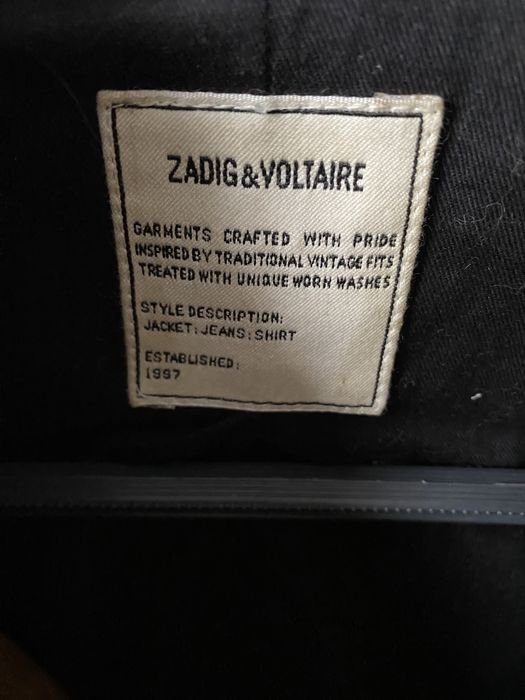 ZADIG&VOLTAIRE
GARMENTS CRAFTED WITH PRIDE
INSPIRED BY TRADITIONAL VINTAGE FITS
TREATED WITH UNIQUE WORN WASHES
STYLE DESCRIPTION:
JACKET; JEANS; SHIRT
ESTABLISHED:
1997